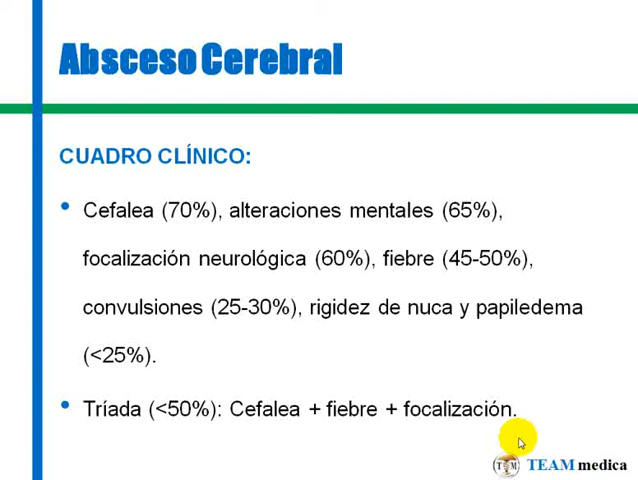 Absceso Cerebral
CUADRO CLÍNICO:
• Cefalea (70%), alteraciones mentales (65%),
focalización neurológica (60%), fiebre (45-50%),
convulsiones (25-30%), rigidez de nuca y papiledema
(<25%).
• Tríada (<50%): Cefalea + fiebre + focalización.
TEAM medica